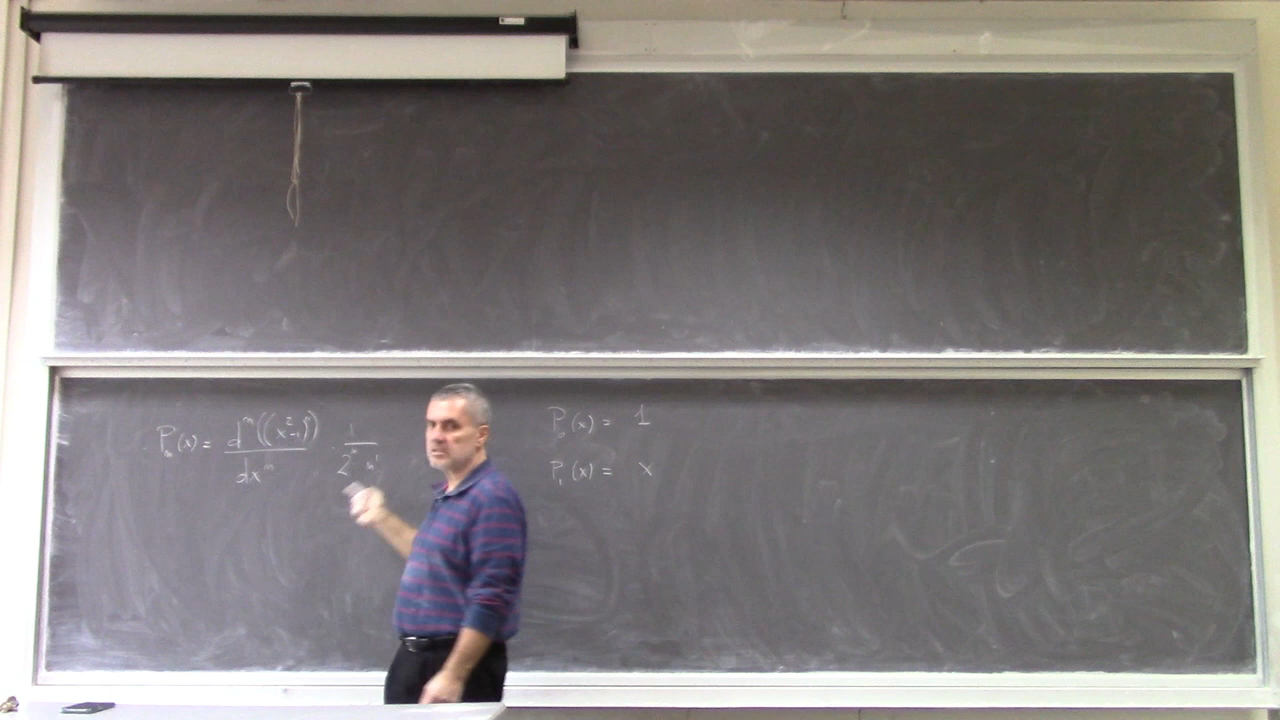 Pₙ(x) = dⁿ((x²-1)ⁿ) / dxⁿ · 1 / 2ⁿ n!
P₀(x) = 1
P₁(x) = x